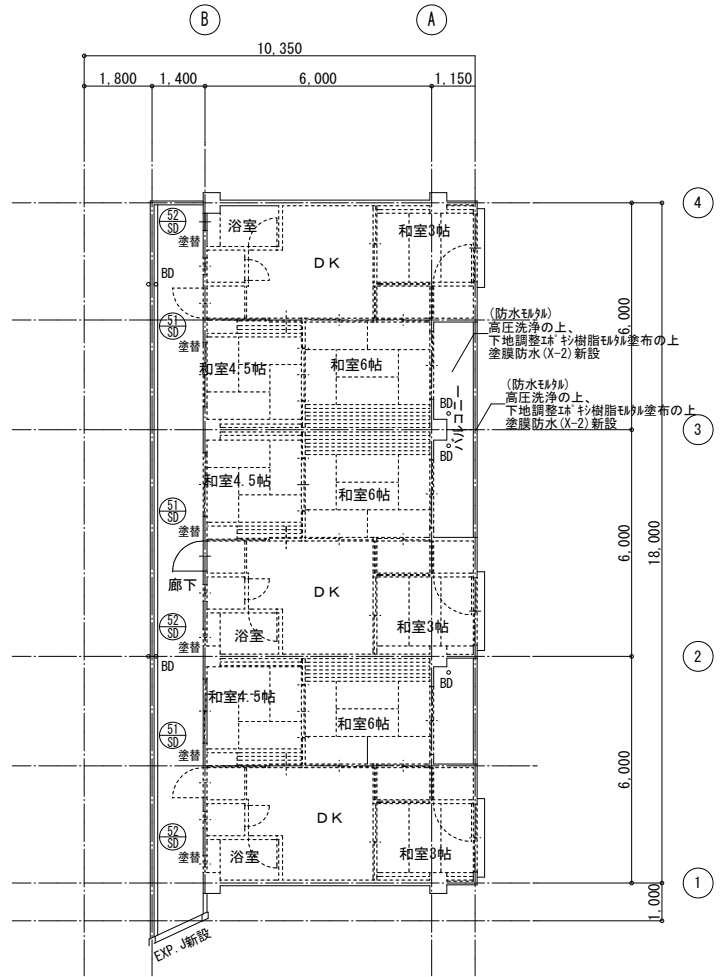 B
A
10,350
1,800
1,400
6,000
1,150
4
52
SD
塗替
浴室
DK
和室3帖
BD
6,000
(防水ﾓﾙﾀﾙ)
高圧洗浄の上、
下地調整ｴﾎﾟｷｼ樹脂ﾓﾙﾀﾙ塗布の上
塗膜防水(X-2)新設
51
SD
塗替
和室4.5帖
和室6帖
(防水ﾓﾙﾀﾙ)
高圧洗浄の上、
下地調整ｴﾎﾟｷｼ樹脂ﾓﾙﾀﾙ塗布の上
塗膜防水(X-2)新設
バルコニー
BD
3
BD
和室4.5帖
和室6帖
51
SD
塗替
6,000
18,000
廊下
DK
52
SD
塗替
浴室
和室3帖
2
BD
BD
和室4.5帖
和室6帖
51
SD
塗替
6,000
DK
52
SD
塗替
浴室
和室3帖
1
1,000
EXP.J新設